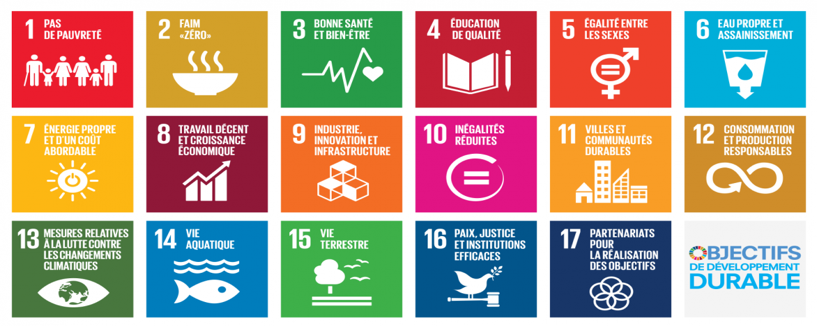 1 PAS
DE PAUVRETÉ
2 FAIM
«ZÉRO»
3 BONNE SANTÉ
ET BIEN-ÊTRE
4 ÉDUCATION
DE QUALITÉ
5 ÉGALITÉ ENTRE
LES SEXES
6 EAU PROPRE ET
ASSAINISSEMENT
7 ÉNERGIE PROPRE
ET D'UN COÛT
ABORDABLE
8 TRAVAIL DÉCENT
ET CROISSANCE
ÉCONOMIQUE
9 INDUSTRIE,
INNOVATION ET
INFRASTRUCTURE
10 INÉGALITÉS
RÉDUITES
11 VILLES ET
COMMUNAUTÉS
DURABLES
12 CONSOMMATION
ET PRODUCTION
RESPONSABLES
13 MESURES RELATIVES
À LA LUTTE CONTRE
LES CHANGEMENTS
CLIMATIQUES
14 VIE
AQUATIQUE
15 VIE
TERRESTRE
16 PAIX, JUSTICE
ET INSTITUTIONS
EFFICACES
17 PARTENARIATS
POUR
LA RÉALISATION
DES OBJECTIFS
OBJECTIFS
DE DÉVELOPPEMENT
DURABLE